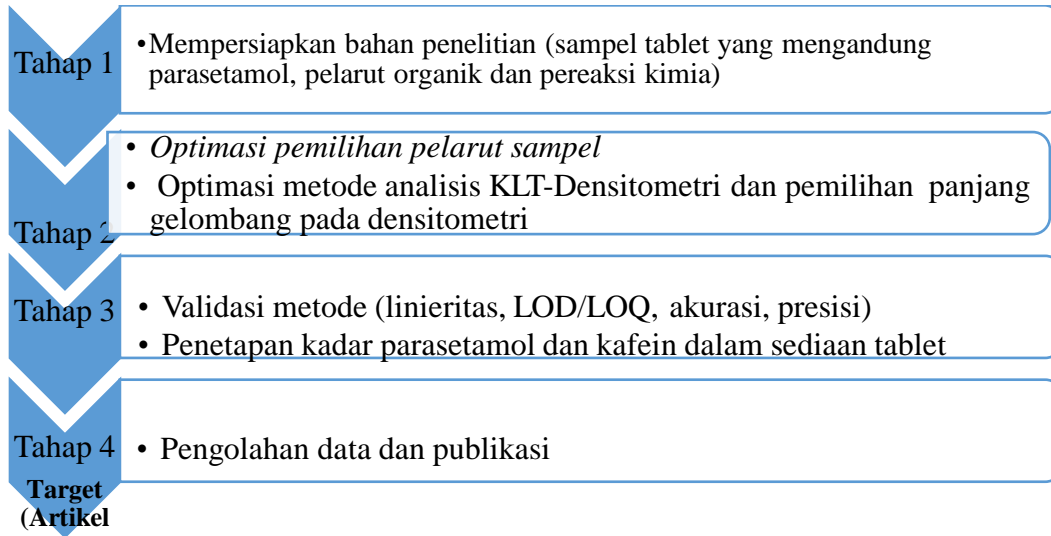 Tahap 1
•Mempersiapkan bahan penelitian (sampel tablet yang mengandung
parasetamol, pelarut organik dan pereaksi kimia)
Tahap 2
• Optimasi pemilihan pelarut sampel
• Optimasi metode analisis KLT-Densitometri dan pemilihan panjang
gelombang pada densitometri
Tahap 3
• Validasi metode (linieritas, LOD/LOQ, akurasi, presisi)
• Penetapan kadar parasetamol dan kafein dalam sediaan tablet
Tahap 4
• Pengolahan data dan publikasi
Target
(Artikel